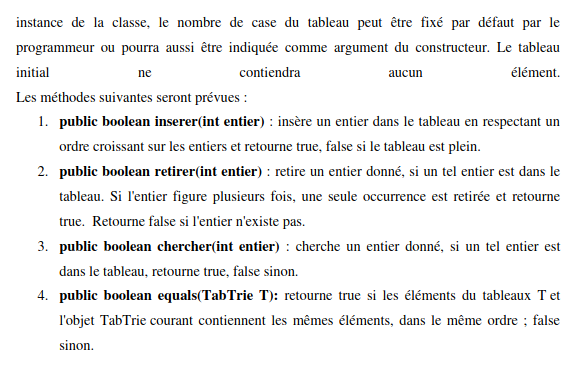 instance de la classe, le nombre de case du tableau peut être fixé par défaut par le
programmeur ou pourra aussi être indiquée comme argument du constructeur. Le tableau
initial ne contiendra aucun élément.
Les méthodes suivantes seront prévues :
1. public boolean inserer(int entier) : insère un entier dans le tableau en respectant un
ordre croissant sur les entiers et retourne true, false si le tableau est plein.
2. public boolean retirer(int entier) : retire un entier donné, si un tel entier est dans le
tableau. Si l'entier figure plusieurs fois, une seule occurrence est retirée et retourne
true. Retourne false si l'entier n'existe pas.
3. public boolean chercher(int entier) : cherche un entier donné, si un tel entier est
dans le tableau, retourne true, false sinon.
4. public boolean equals(TabTrie T): retourne true si les éléments du tableaux T et
l'objet TabTrie courant contiennent les mêmes éléments, dans le même ordre ; false
sinon.